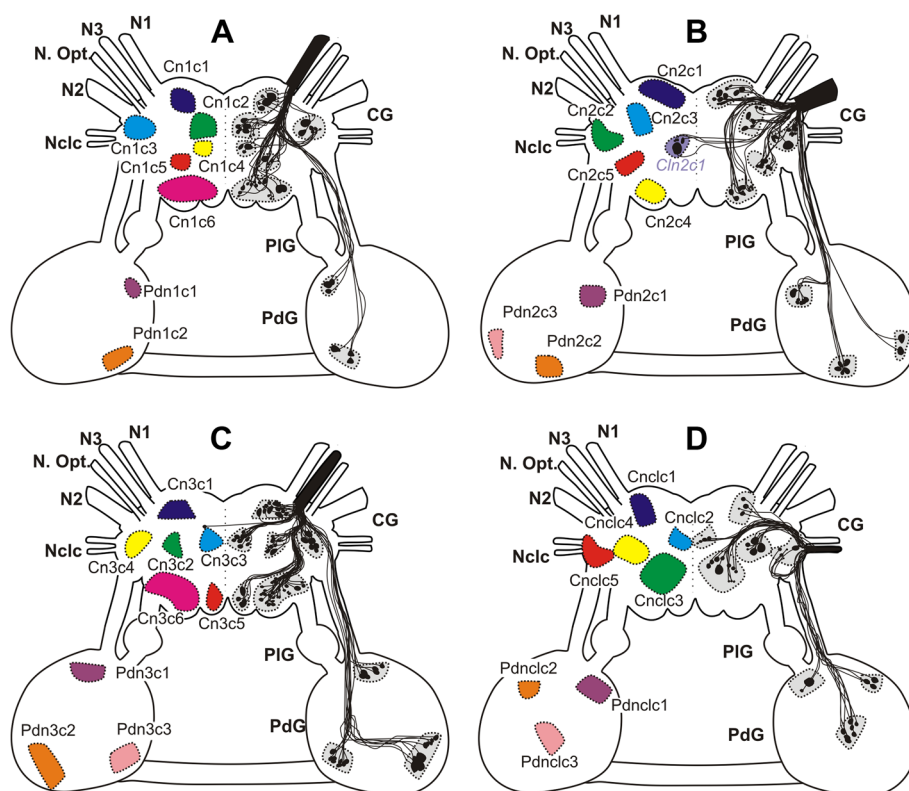 A
N3
N1
N. Opt.
N2
Nclc
Cn1c1
Cn1c2
Cn1c3
Cn1c4
Cn1c5
Cn1c6
CG
PlG
PdG
Pdn1c1
Pdn1c2
B
N3
N1
N. Opt.
N2
Nclc
Cn2c1
Cn2c2
Cn2c3
Cln2c1
Cn2c5
Cn2c4
CG
PlG
PdG
Pdn2c1
Pdn2c3
Pdn2c2
C
N3
N1
N. Opt.
N2
Nclc
Cn3c1
Cn3c4
Cn3c2
Cn3c3
Cn3c6
Cn3c5
CG
PlG
PdG
Pdn3c1
Pdn3c2
Pdn3c3
D
N3
N1
N. Opt.
N2
Nclc
Cnclc1
Cnclc4
Cnclc2
Cnclc5
Cnclc3
CG
PlG
PdG
Pdnclc2
Pdnclc1
Pdnclc3